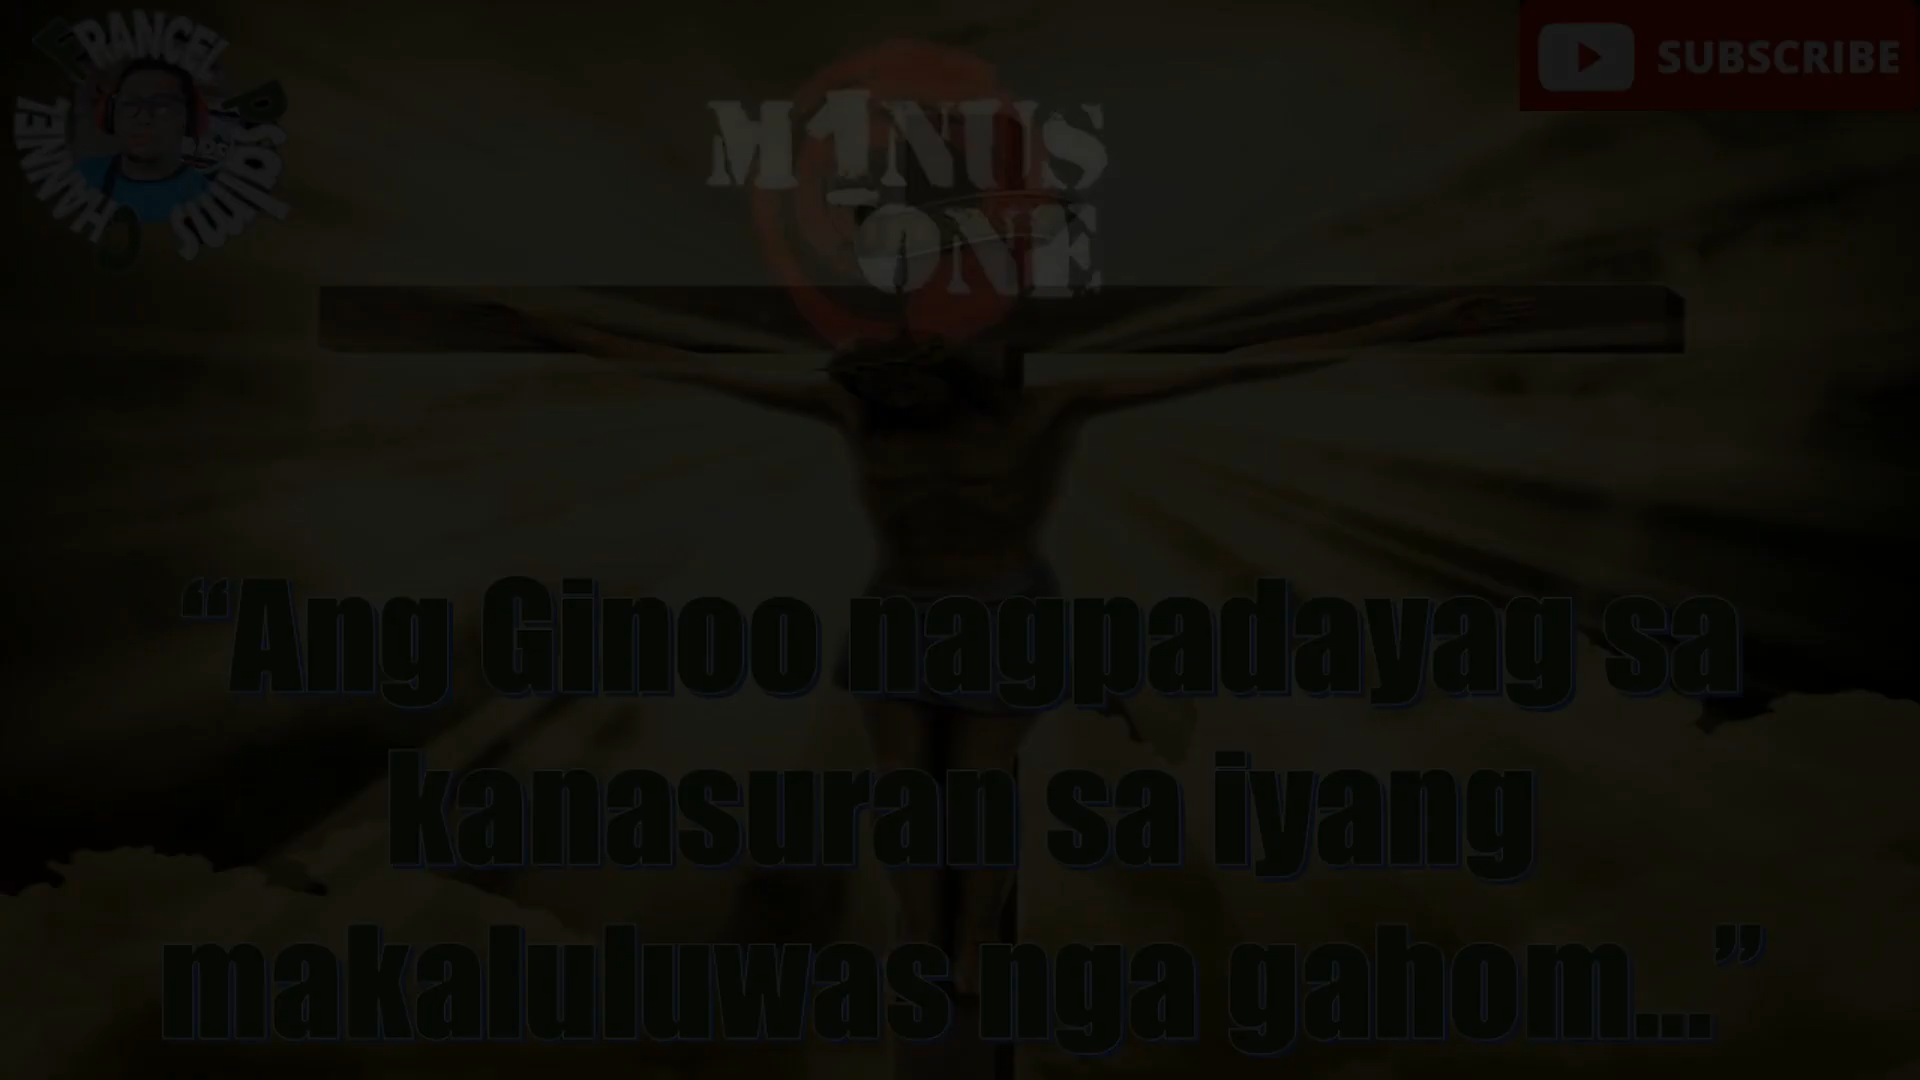 SUBSCRIBE
M1NUS
ONE
“Ang Ginoo nagpadayag sa
kanasuran sa iyang
makaluluwas nga gahom...”